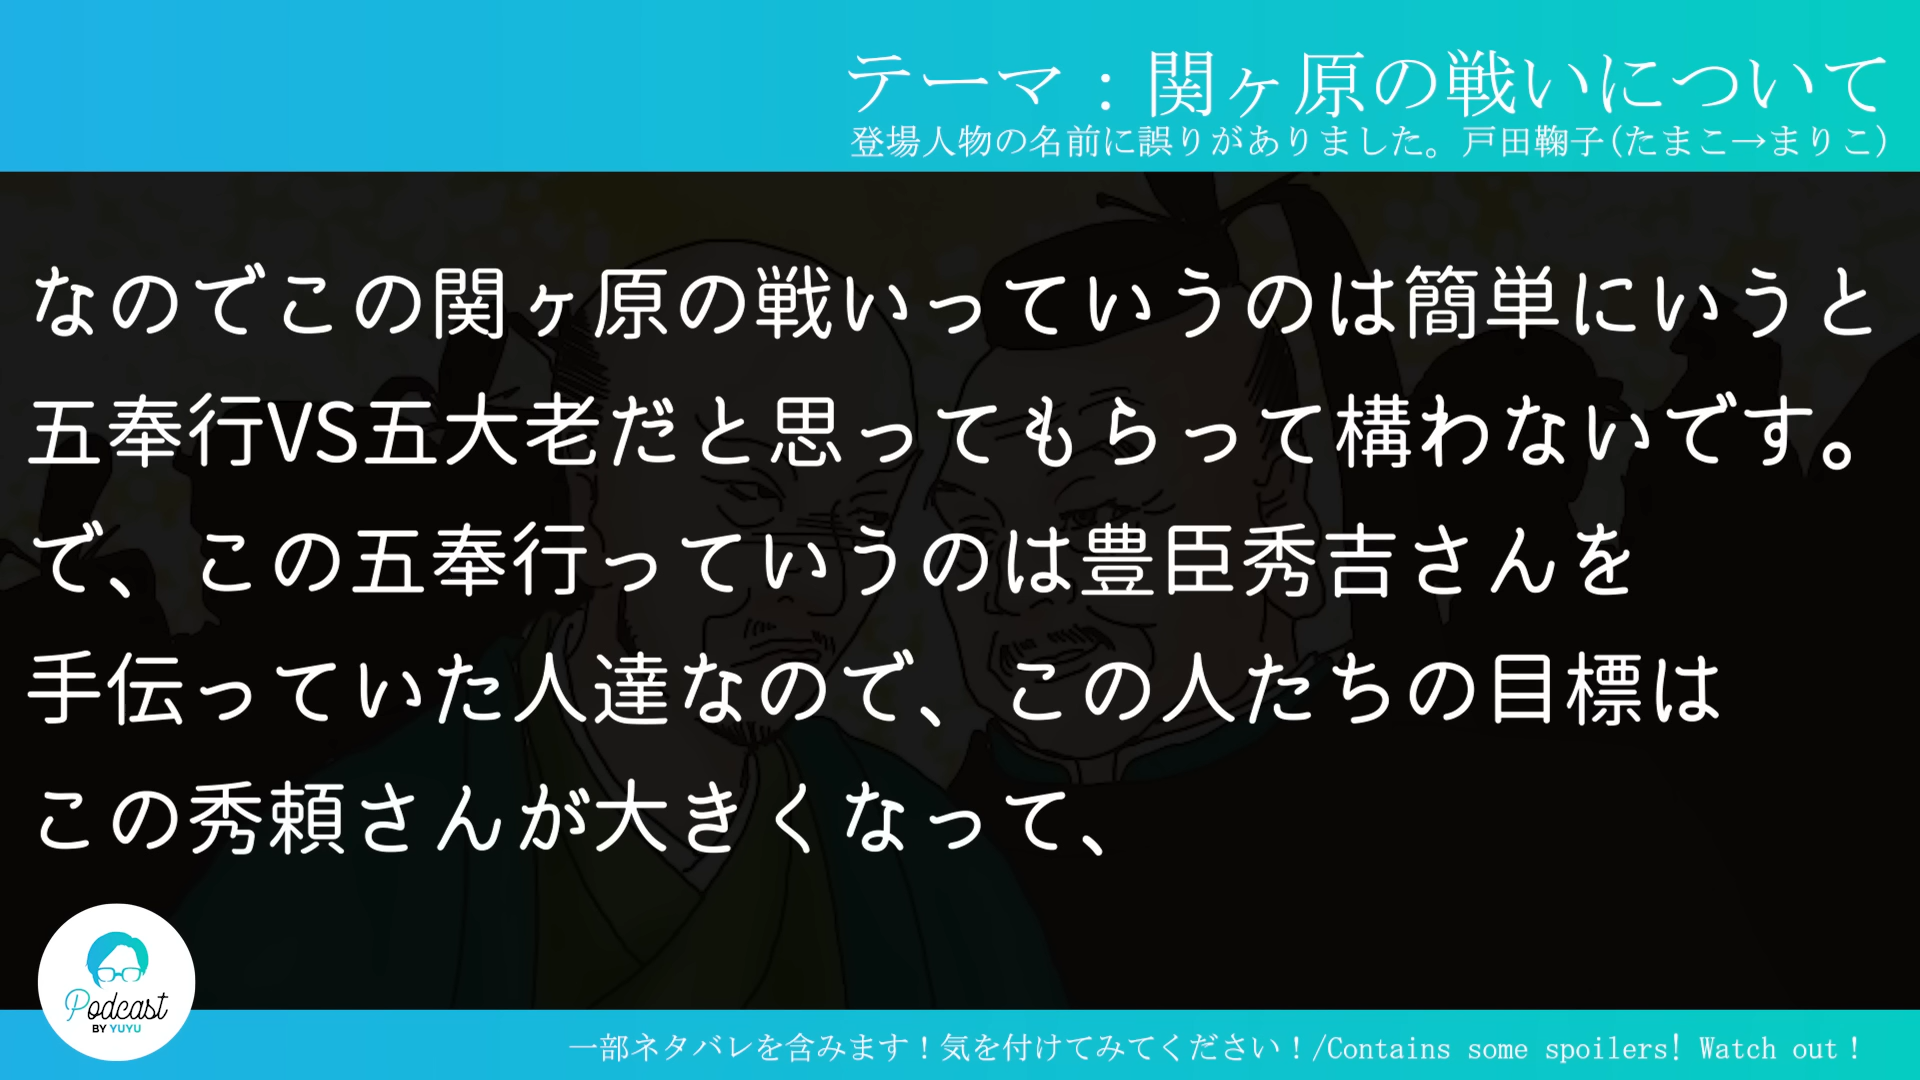 テーマ：関ヶ原の戦いについて
登場人物の名前に誤りがありました。戸田鞠子(たまこ→まりこ)
なのでこの関ヶ原の戦いっていうのは簡単にいうと
五奉行VS五大老だと思ってもらって構わないです。
で、この五奉行っていうのは豊臣秀吉さんを
手伝っていた人達なので、この人たちの目標は
この秀頼さんが大きくなって、
Podcast
BY YUYU
一部ネタバレを含みます！気を付けてみてください！/Contains some spoilers! Watch out！